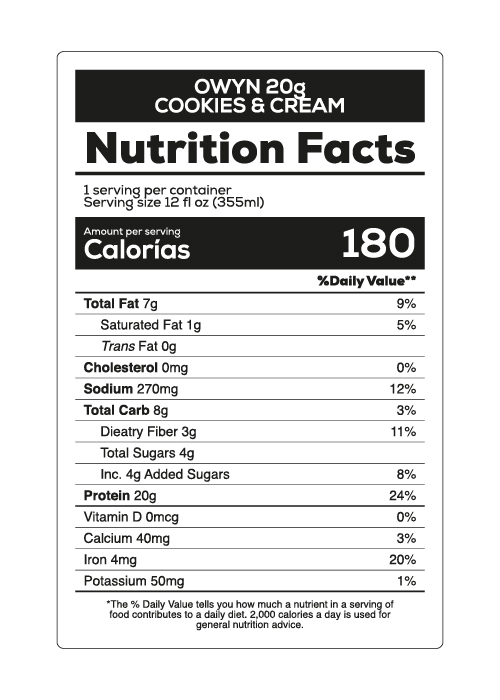 OWYN 20g
COOKIES & CREAM
Nutrition Facts
1 serving per container
Serving size 12 fl oz (355ml)
Amount per serving
Calorías 180
%Daily Value**
Total Fat 7g 9%
Saturated Fat 1g 5%
Trans Fat 0g
Cholesterol 0mg 0%
Sodium 270mg 12%
Total Carb 8g 3%
Dieatry Fiber 3g 11%
Total Sugars 4g
Inc. 4g Added Sugars 8%
Protein 20g 24%
Vitamin D 0mcg 0%
Calcium 40mg 3%
Iron 4mg 20%
Potassium 50mg 1%
*The % Daily Value tells you how much a nutrient in a serving of
food contributes to a daily diet. 2,000 calories a day is used for
general nutrition advice.